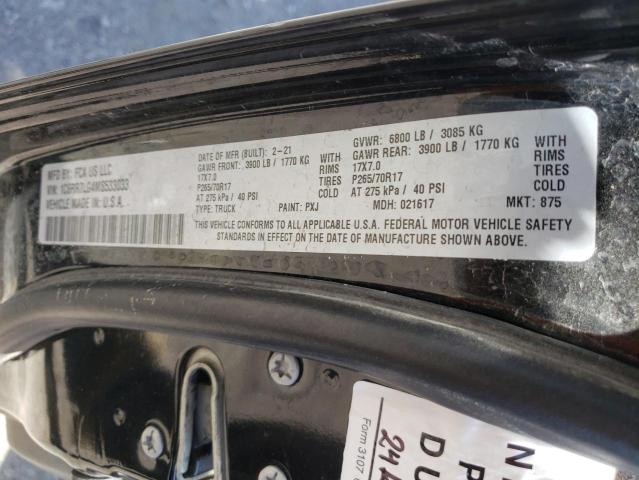 MFD BY: FCA US LLC
DATE OF MFR (BUILT): 2-21
GVWR: 6800 LB / 3085 KG
GAWR FRONT: 3900 LB / 1770 KG
WITH
GAWR REAR: 3900 LB / 1770 KG
WITH
17X7.0
RIMS
17X7.0
RIMS
P265/70R17
TIRES
P265/70R17
TIRES
AT 275 kPa / 40 PSI
COLD
AT 275 kPa / 40 PSI
COLD
VIN: 1C6RR7LG4MS533033
VEHICLE MADE IN: U.S.A.
TYPE: TRUCK
PAINT: PXJ
MDH: 021617
MKT: 875
THIS VEHICLE CONFORMS TO ALL APPLICABLE U.S.A. FEDERAL MOTOR VEHICLE SAFETY
STANDARDS IN EFFECT ON THE DATE OF MANUFACTURE SHOWN ABOVE.
Form 3107